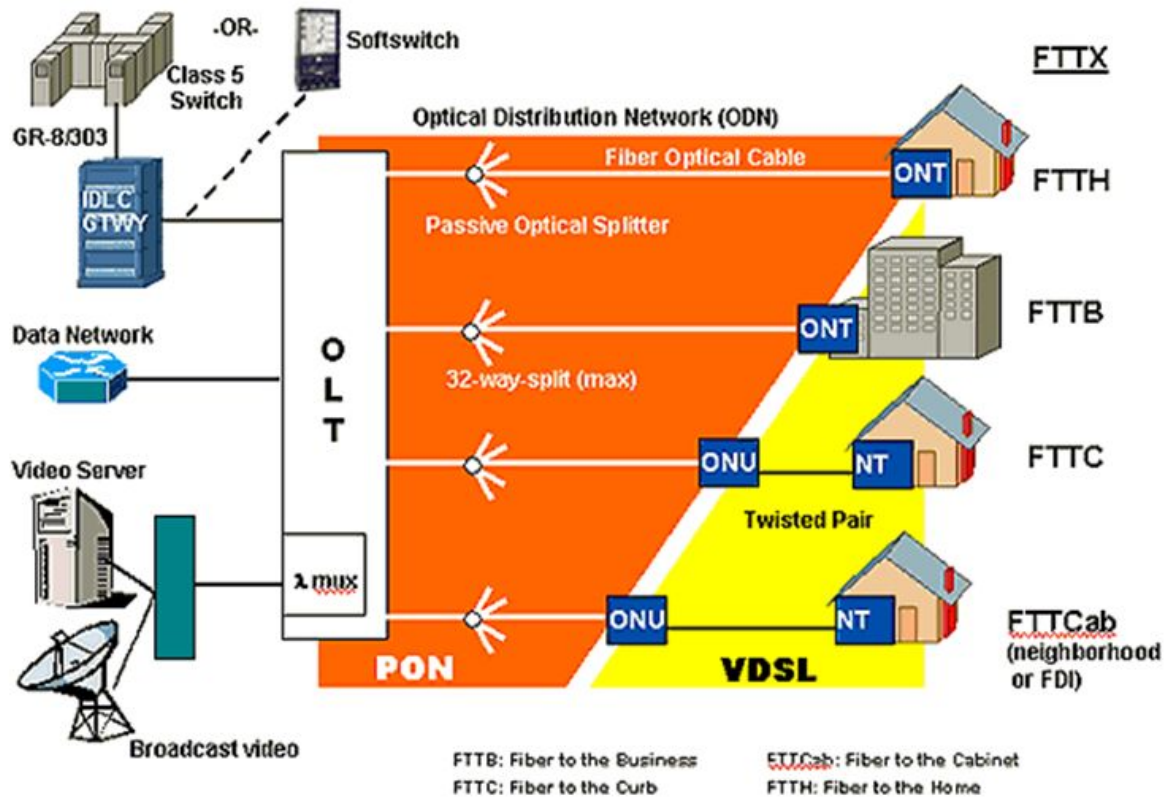 -OR-
Softswitch
Class 5
Switch
FTTX
GR-8/303
Optical Distribution Network (ODN)
Fiber Optical Cable
IDLC
GTWY
ONT
FTTH
Passive Optical Splitter
Data Network
O
L
T
ONT
FTTB
32-way-split (max)
Video Server
ONU
NT
FTTC
Twisted Pair
λ mux
ONU
NT
FTTCab
(neighborhood
or FDI)
PON
VDSL
Broadcast video
FTTB: Fiber to the Business
FTTCab: Fiber to the Cabinet
FTTC: Fiber to the Curb
FTTH: Fiber to the Home